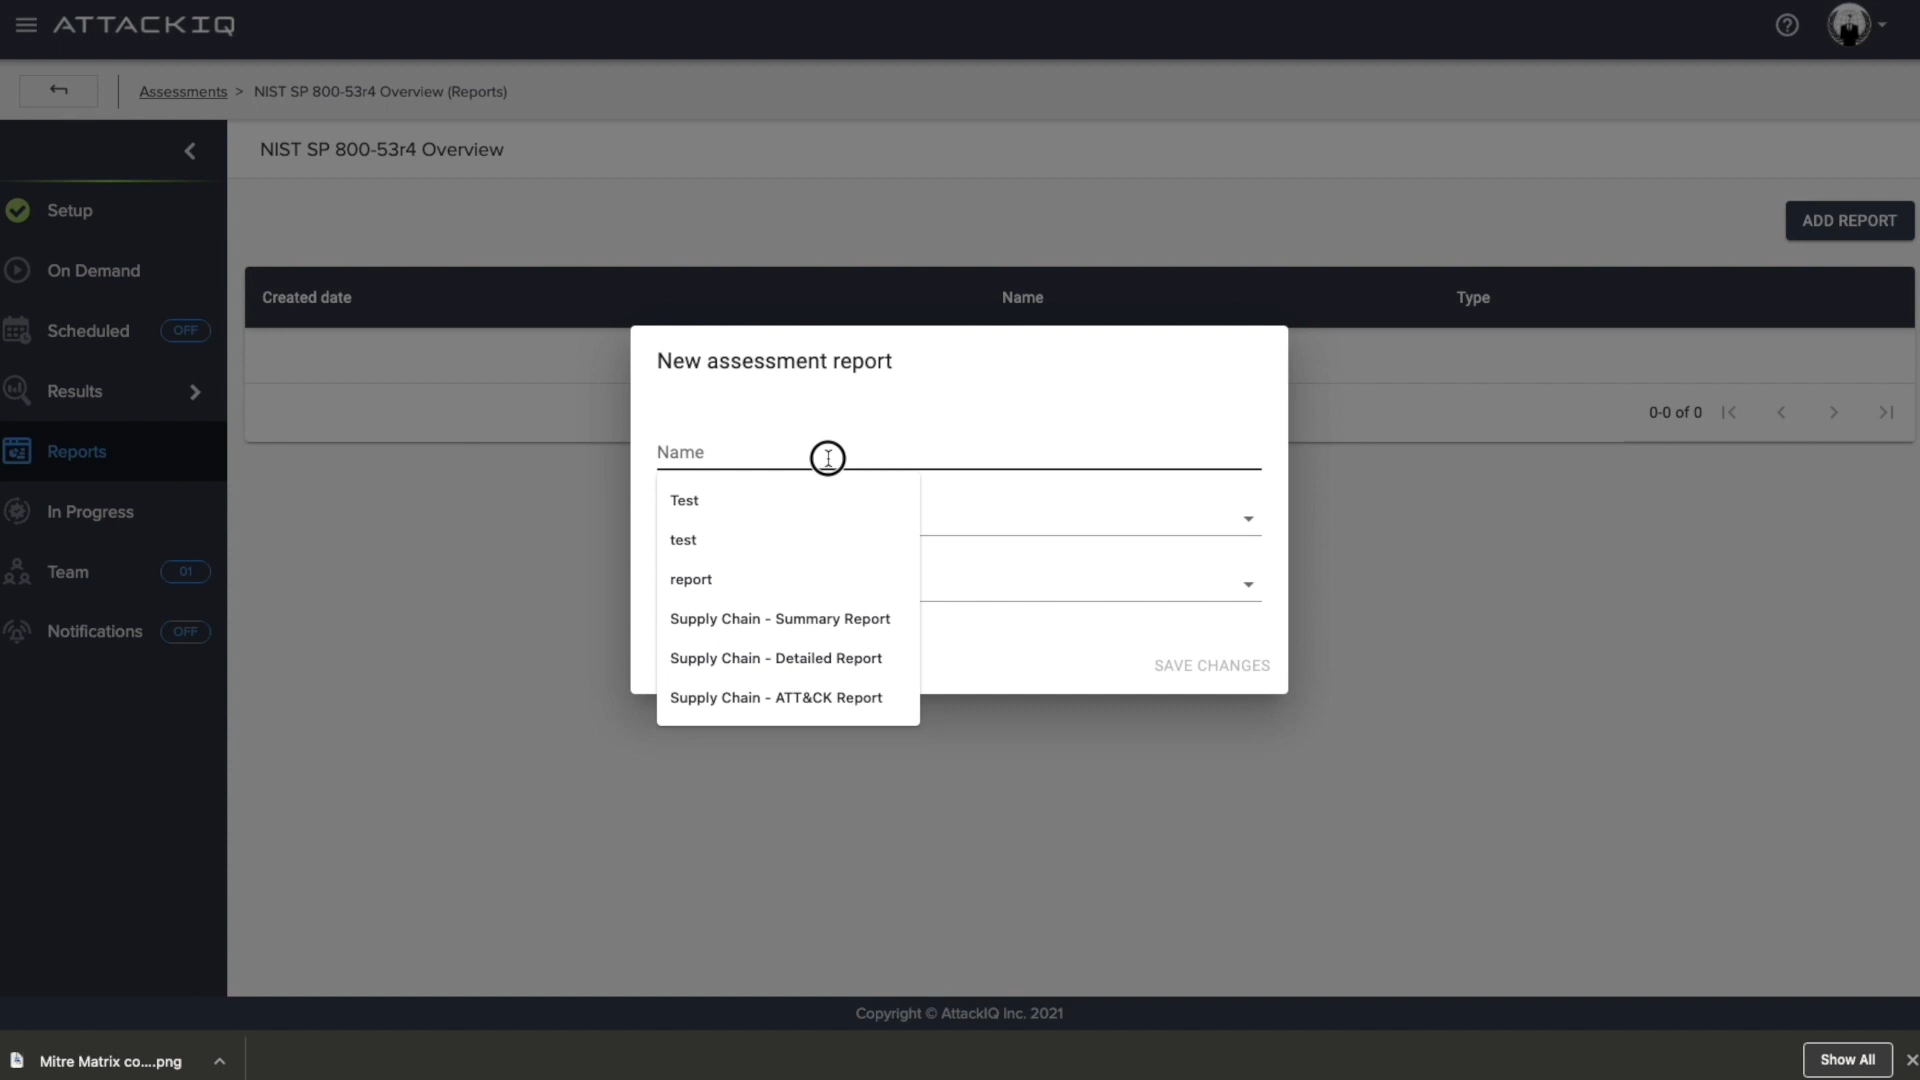 ATTACKIQ
Assessments > NIST SP 800-53r4 Overview (Reports)
NIST SP 800-53r4 Overview
Setup
ADD REPORT
On Demand
Created date Name Type
Scheduled OFF
New assessment report
Results
0-0 of 0
Reports
Name
Test
In Progress
test
Team 01
report
Supply Chain - Summary Report
Notifications OFF
Supply Chain - Detailed Report
SAVE CHANGES
Supply Chain - ATT&CK Report
Copyright © AttackIQ Inc. 2021
Mitre Matrix co....png
Show All